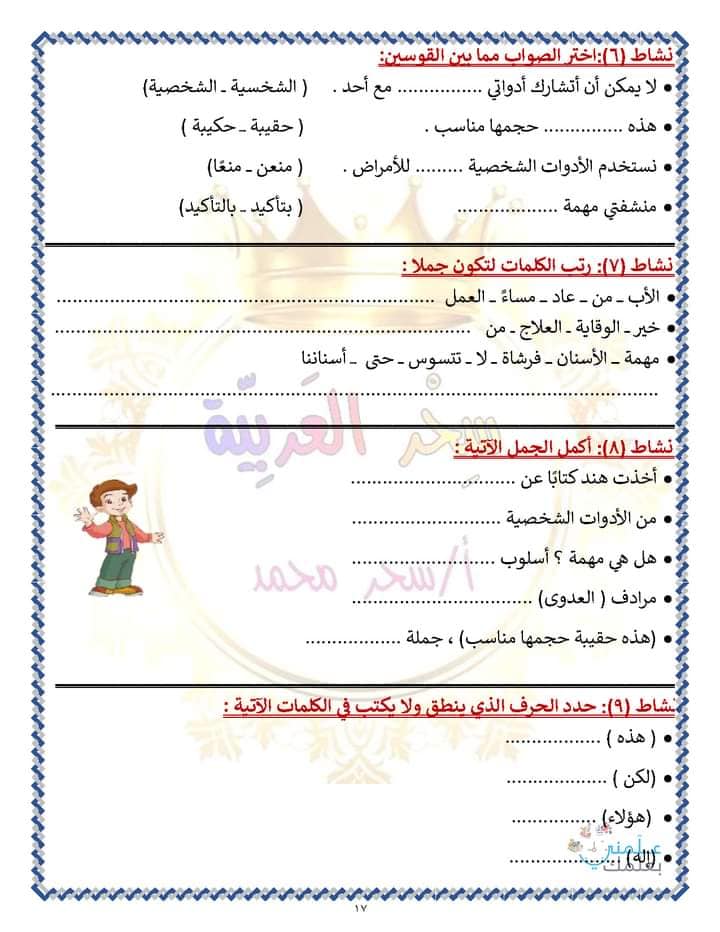 نشاط (٦):اختر الصواب مما بين القوسين:
● لا يمكن أن أتشارك أدواتي ................ مع أحد . ( الشخسية ـ الشخصية)
● هذه ............... حجمها مناسب . ( حقيبة ـ حكيبة )
● نستخدم الأدوات الشخصية ......... للأمراض . ( منعن ـ منعًا)
● منشفتي مهمة ................... ( بتأكيد ـ بالتأكيد)
نشاط (٧): رتب الكلمات لتكون جملا :
● الأب ـ من ـ عاد ـ مساءً ـ العمل ........................................................................
● خير ـ الوقاية ـ العلاج ـ من ...............................................................................
● مهمة ـ الأسنان ـ فرشاة ـ لا ـ تتسوس ـ حتى ـ أسناننا
....................................................................................................................
سِحْر العَربِيّة
نشاط (٨): أكمل الجمل الآتية :
● أخذت هند كتابًا عن ...............................
● من الأدوات الشخصية ............................
● هل هي مهمة ؟ أسلوب ...........................
أ/سحر محمد
● مرادف ( العدوى) ..................................
● (هذه حقيبة حجمها مناسب) ، جملة ..................
نشاط (٩): حدد الحرف الذي ينطق ولا يكتب في الكلمات الآتية :
● ( هذه ) ..................
● (لكن ) ...................
● (هؤلاء) ................
● (إله) .....................
علمني
بعلمك
١٧